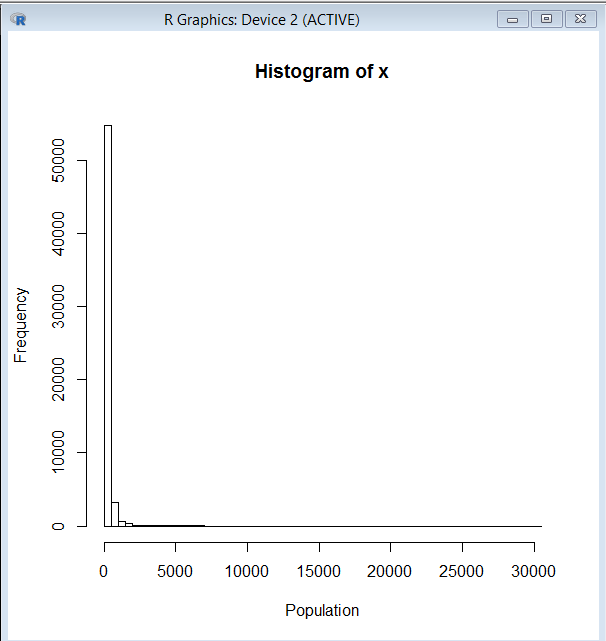 R Graphics: Device 2 (ACTIVE)
Histogram of x
Frequency
50000
40000
30000
20000
10000
0
0 5000 10000 15000 20000 25000 30000
Population